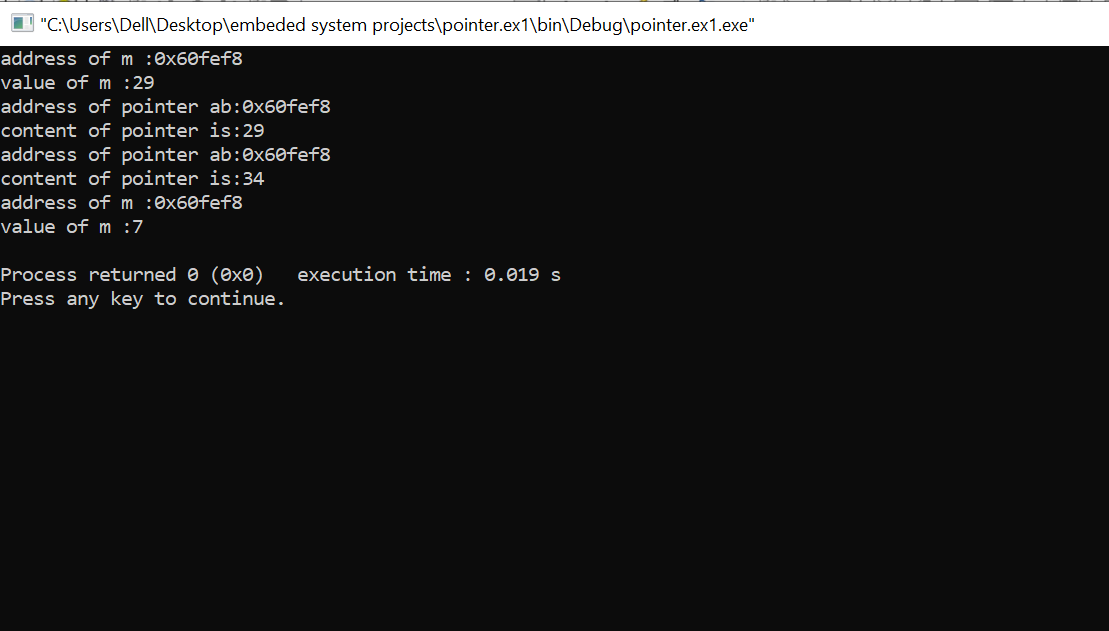 "C:\Users\Dell\Desktop\embeded system projects\pointer.ex1\bin\Debug\pointer.ex1.exe"
address of m :0x60fef8
value of m :29
address of pointer ab:0x60fef8
content of pointer is:29
address of pointer ab:0x60fef8
content of pointer is:34
address of m :0x60fef8
value of m :7
Process returned 0 (0x0)   execution time : 0.019 s
Press any key to continue.